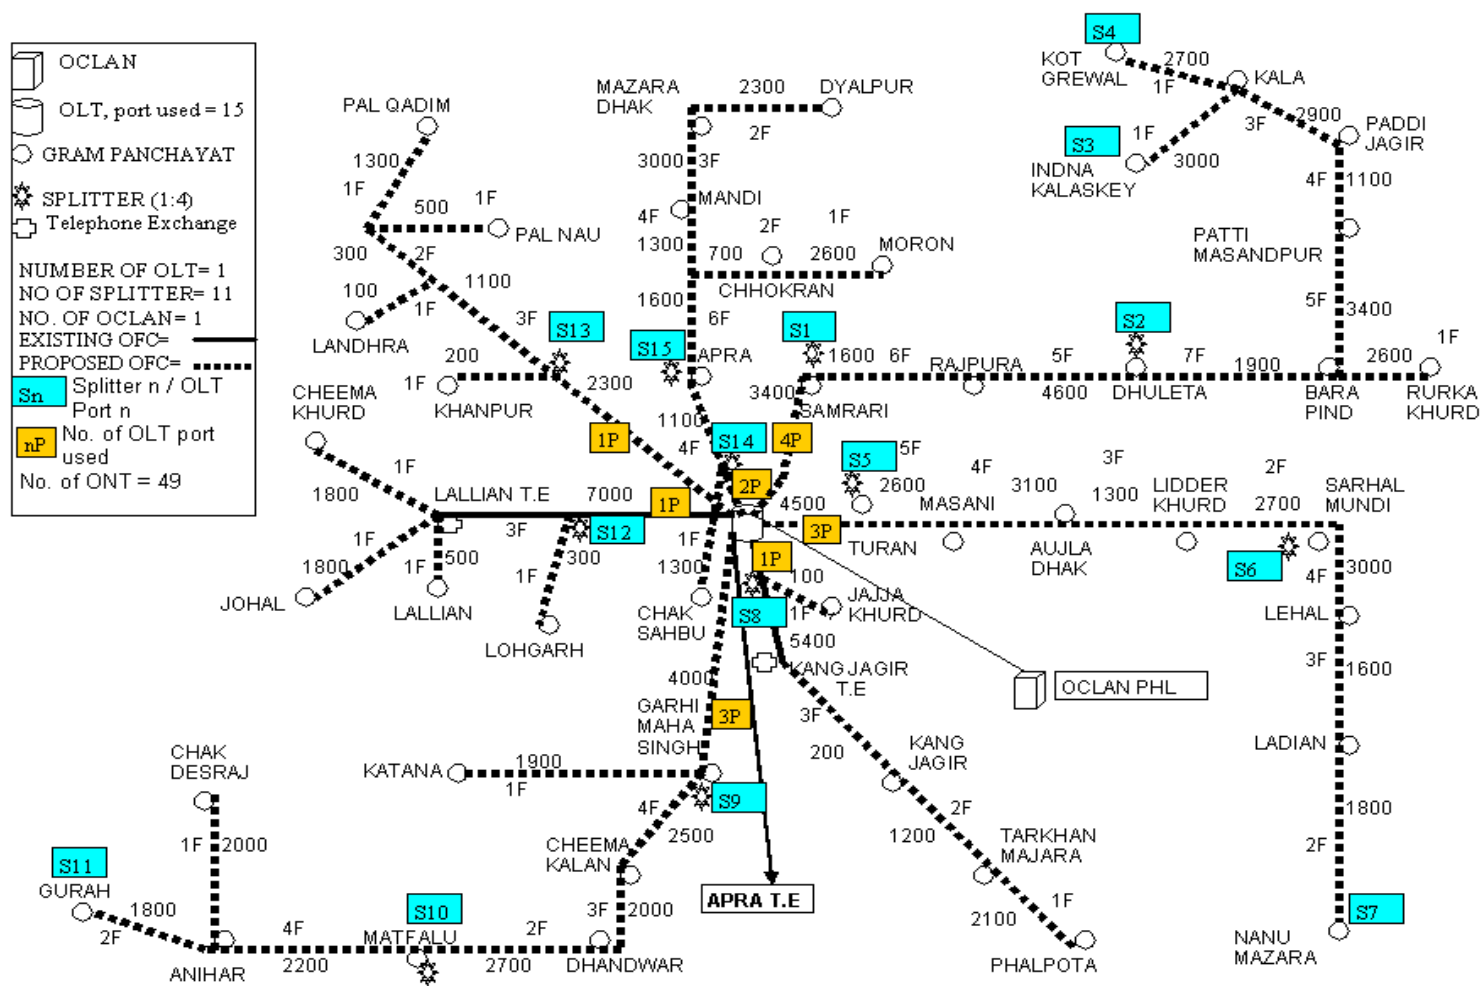 OCLAN
OLT, port used = 15
GRAM PANCHAYAT
SPLITTER (1:4)
Telephone Exchange
NUMBER OF OLT= 1
NO OF SPLITTER= 11
NO. OF OCLAN= 1
EXISTING OFC=
PROPOSED OFC=
Sn Splitter n / OLT
Port n
nP No. of OLT port
used
No. of ONT = 49
PAL QADIM
1300
1F
500
1F
PAL NAU
300
2F
1100
100
1F
LANDHRA
3F
S13
200
1F
KHANPUR
2300
1P
CHEEMA
KHURD
1F
1800
LALLIAN T.E
7000
1P
3F
S12
1F
1800
JOHAL
1F
500
LALLIAN
300
1F
LOHGARH
MAZARA
DHAK
2300
DYALPUR
2F
3000
3F
MANDI
4F
1300
2F
1F
700
2600
MORON
CHHOKRAN
1600
6F
S15
APRA
1100
4F
S14
2P
S1
1600
6F
RAJPURA
5F
S2
7F
1900
3400
SAMRARI
4600
DHULETA
BARA
PIND
2600
1F
RURKA
KHURD
4P
S4
KOT
GREWAL
2700
1F
KALA
2900
3F
PADDI
JAGIR
S3
1F
INDNA
KALASKEY
3000
4F
1100
PATTI
MASANDPUR
5F
3400
S5
5F
4500
2600
3P
TURAN
4F
MASANI
3100
3F
AUJLA
DHAK
1300
LIDDER
KHURD
2F
2700
SARHAL
MUNDI
S6
3000
4F
LEHAL
3F
1600
LADIAN
1800
2F
S7
NANU
MAZARA
1F
1300
CHAK
SAHBU
1P
100
JAJJA
KHURD
1F
S8
5400
KANG JAGIR
T.E
OCLAN PHL
3F
200
KANG
JAGIR
2F
1200
TARKHAN
MAJARA
1F
2100
PHALPOTA
4000
GARHI
MAHA
SINGH
3P
KATANA
1900
1F
S9
4F
2500
CHEEMA
KALAN
APRA T.E
3F
2000
CHAK
DESRAJ
1F
2000
S11
GURAH
1800
2F
4F
S10
MATFALU
2F
ANIHAR
2200
2700
DHANDWAR